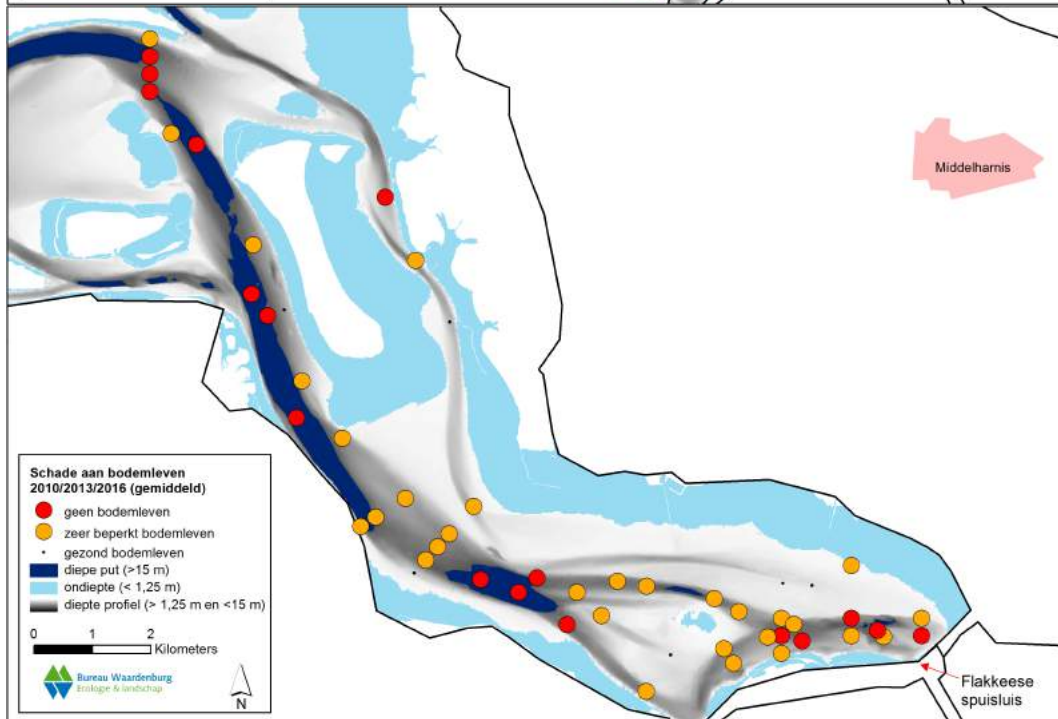 Middelharnis
Schade aan bodemleven
2010/2013/2016 (gemiddeld)
geen bodemleven
zeer beperkt bodemleven
gezond bodemleven
diepe put (>15 m)
ondiepte (< 1,25 m)
diepte profiel (> 1,25 m en <15 m)
0 1 2
Kilometers
Bureau Waardenburg
Ecologie & landschap
N
Flakkeese
spuisluis